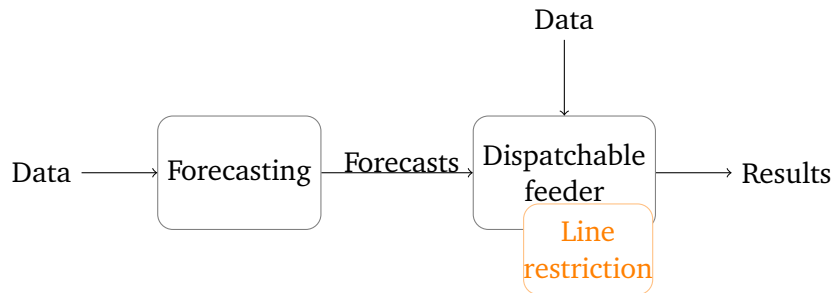 Data
Data
Forecasting
Forecasts
Dispatchable
feeder
Results
Line
restriction